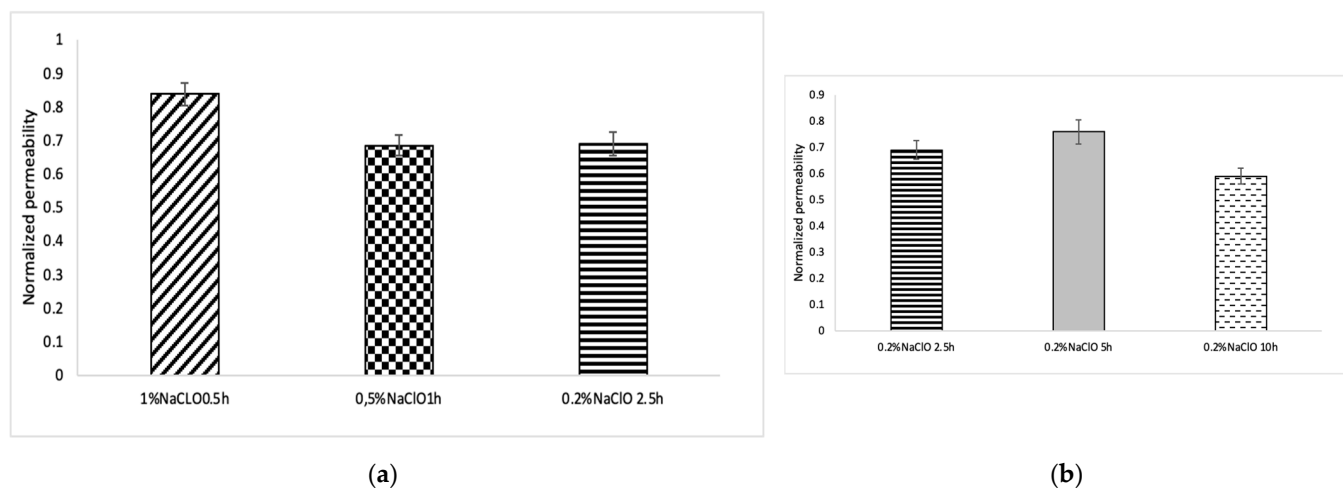 1
0.9
0.8
0.7
0.6
0.5
0.4
0.3
0.2
0.1
0
Normalized permeability
1%NaCLO0.5h
0,5%NaClO1h
0.2%NaClO 2.5h
(a)
0.9
0.8
0.7
0.6
0.5
0.4
0.3
0.2
0.1
0
Normalized permeability
0.2%NaClO 2.5h
0.2%NaClO 5h
0.2%NaClO 10h
(b)